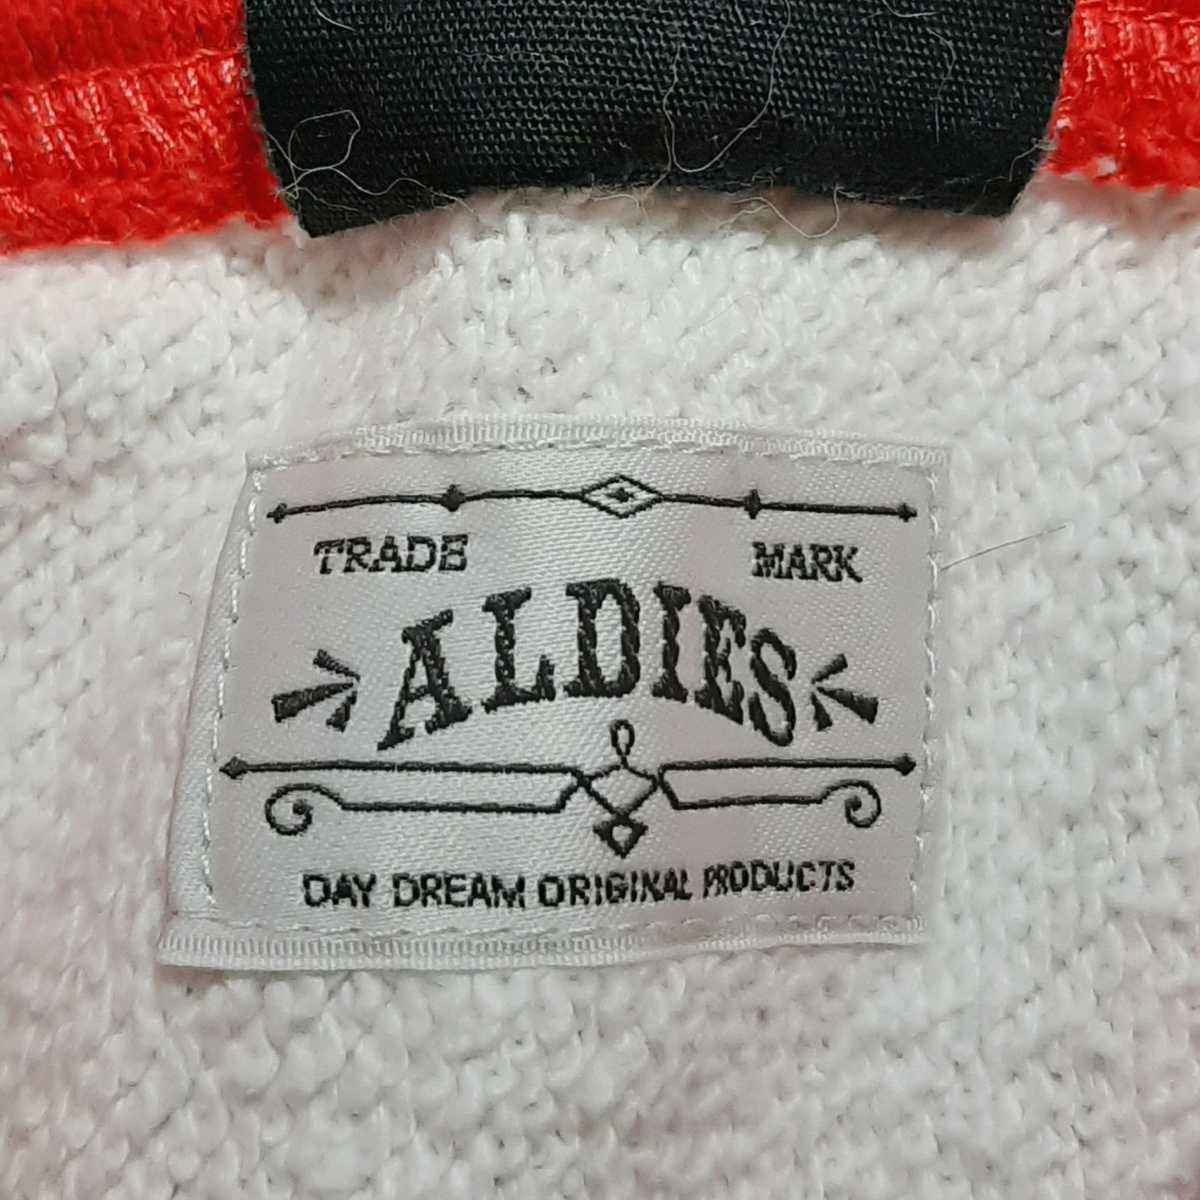 TRADE MARK
ALDIES
DAY DREAM ORIGINAL PRODUCTS